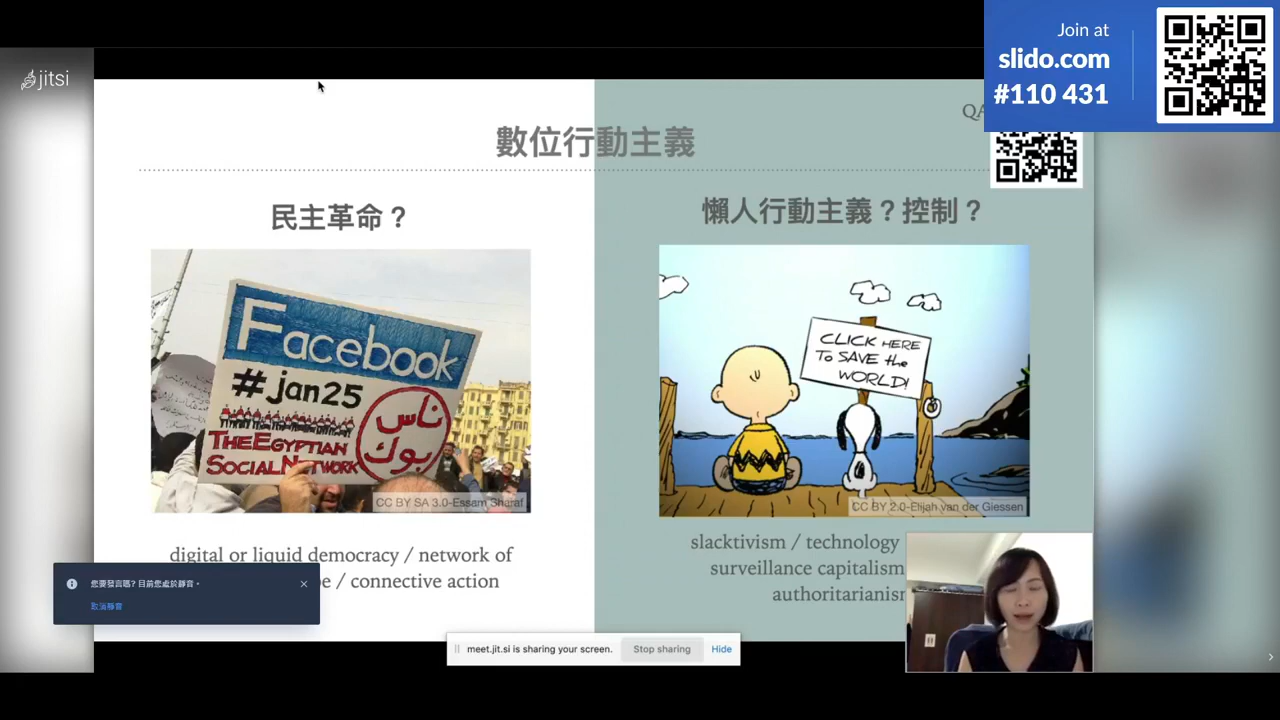 jitsi
Join at
slido.com
#110 431
QA
數位行動主義
民主革命？
Facebook
#jan25
THE EGYPTIAN
SOCIAL NETWORK
ناس
بوك
CC BY SA 3.0-Essam Sharaf
digital or liquid democracy / network of
/ connective action
懶人行動主義？控制？
CLICK HERE
TO SAVE the
WORLD!
CC BY 2.0-Elijah van der Giessen
slacktivism / technology
surveillance capitalism
您要發言嗎? 目前您處於靜音。
取消靜音
meet.jit.si is sharing your screen.
Stop sharing
Hide